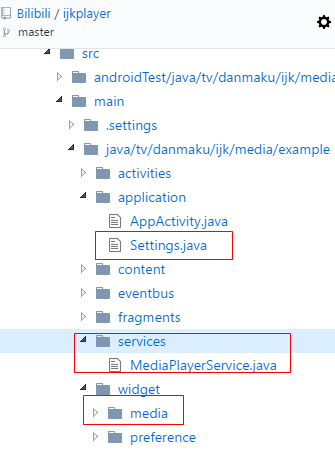 Bilibili / ijkplayer
master
src
androidTest/java/tv/danmaku/ijk/media
main
.settings
java/tv/danmaku/ijk/media/example
activities
application
AppActivity.java
Settings.java
content
eventbus
fragments
services
MediaPlayerService.java
widget
media
preference